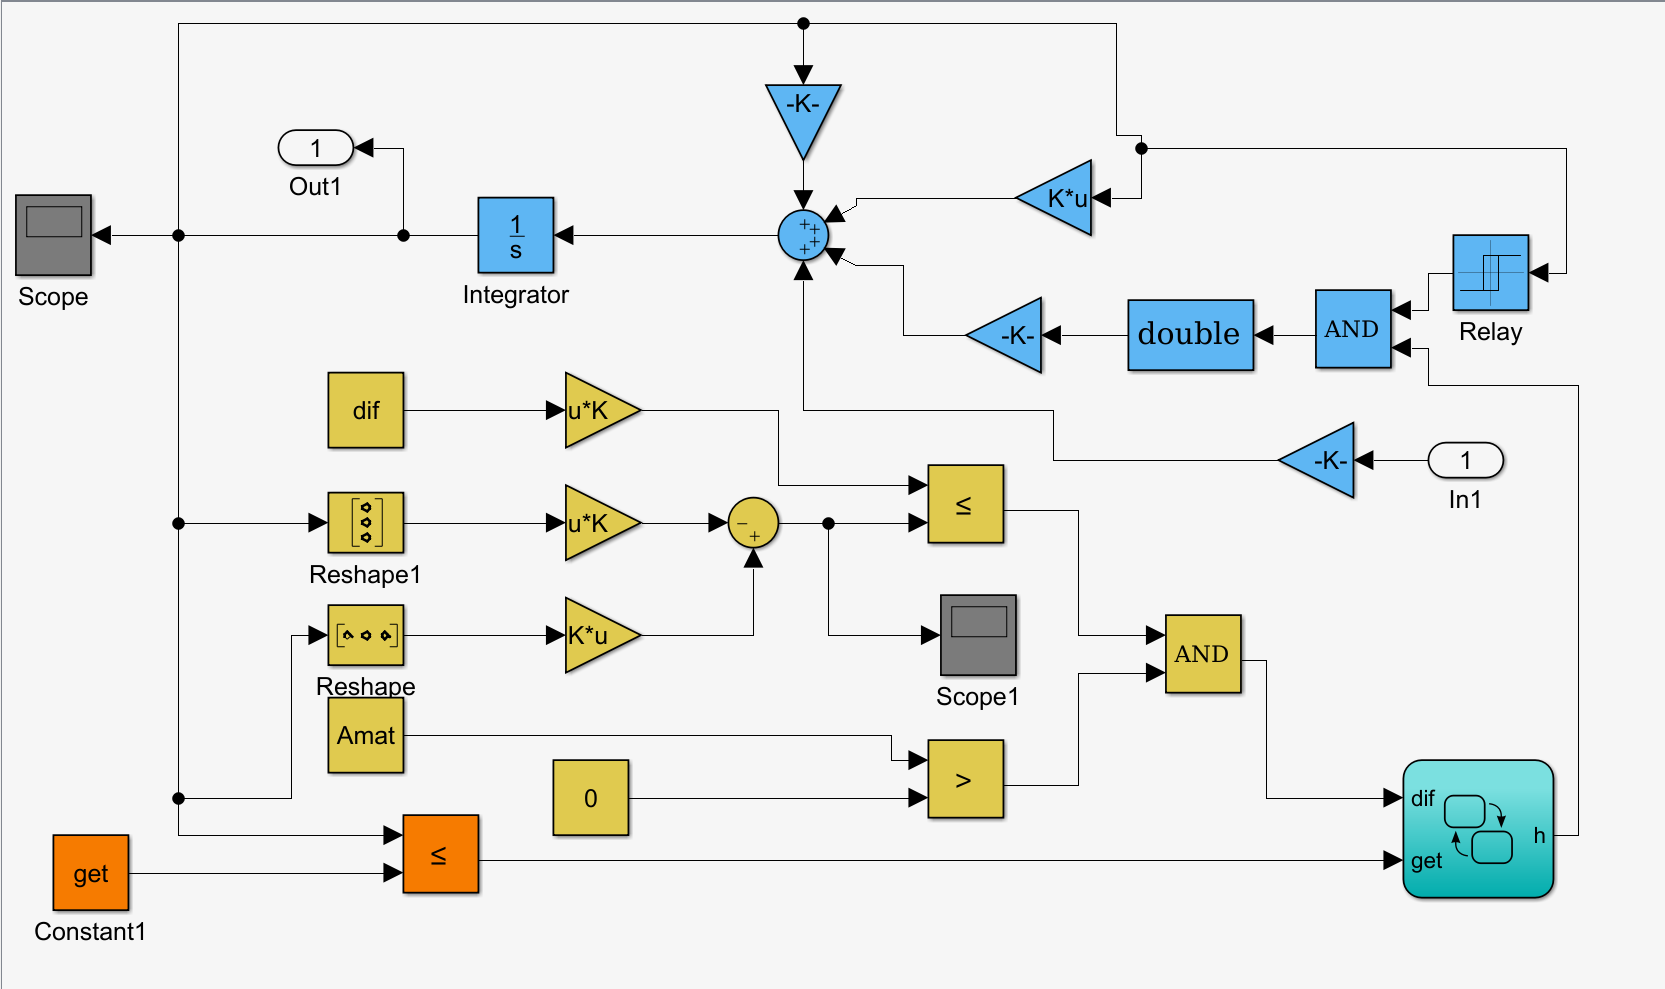 -K-
1
Out1
K*u
Scope
1
s
Integrator
+
+
+
+
Relay
-K-
double
AND
dif
u*K
-K-
1
In1
≤
u*K
−
+
Reshape1
K*u
Reshape
Scope1
AND
Amat
0
>
dif
get
h
get
≤
Constant1